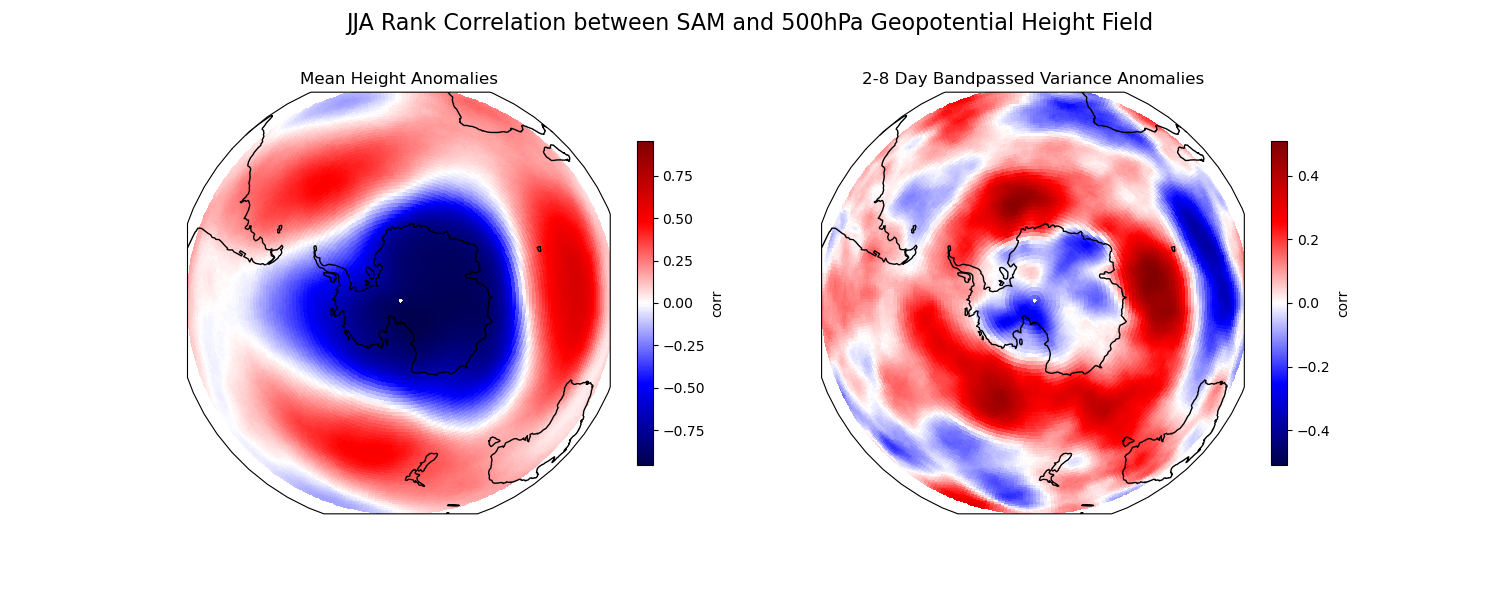 JJA Rank Correlation between SAM and 500hPa Geopotential Height Field
Mean Height Anomalies
0.75
0.50
0.25
0.00
−0.25
−0.50
−0.75
corr
2-8 Day Bandpassed Variance Anomalies
0.4
0.2
0.0
−0.2
−0.4
corr